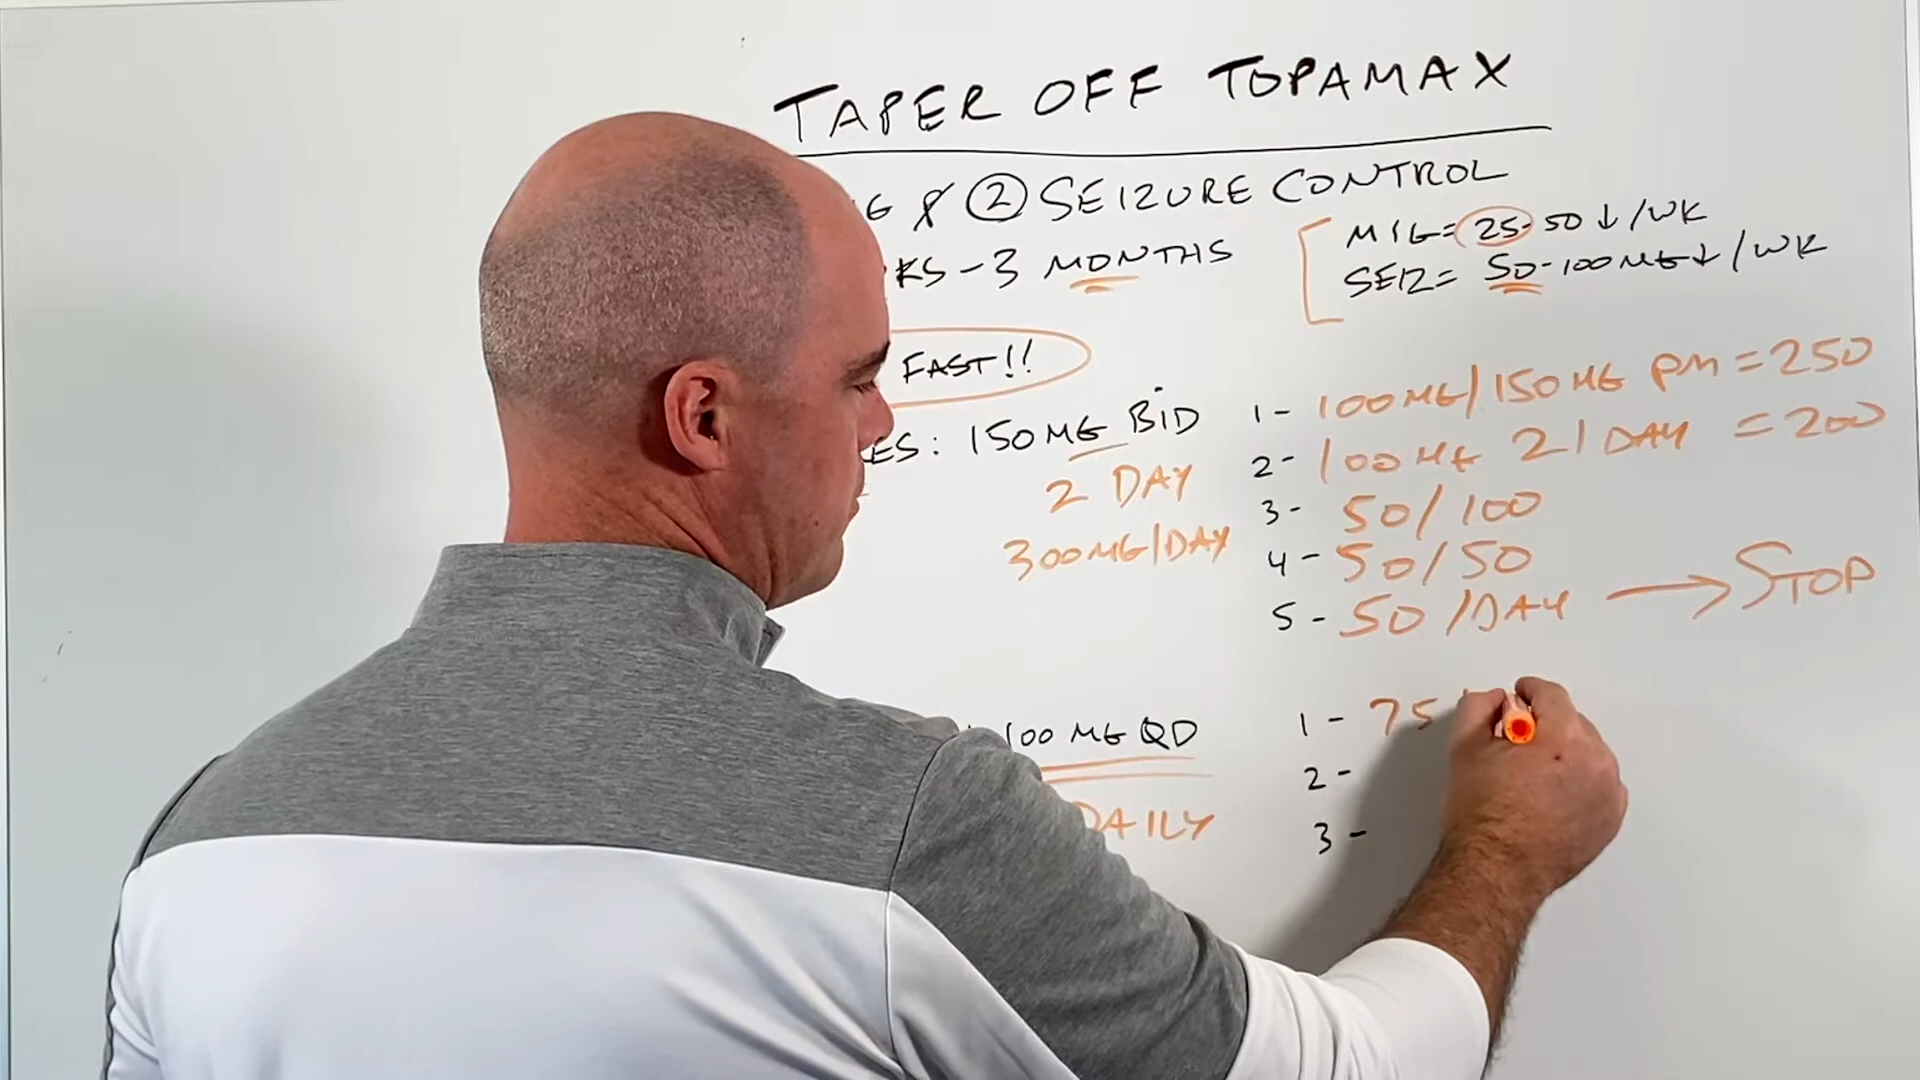 TAPER OFF TOPAMAX
G & ② SEIZURE CONTROL
KS - 3 MONTHS
MIG= 25-50 ↓ /WK
SEIZ= 50-100MG↓ /WK
FAST!!
ES: 150MG BID
2 DAY
300MG/DAY
1 - 100MG/150MG PM = 250
2 - 100MG 2/DAY = 200
3 - 50/100
4 - 50/50
5 - 50/DAY → STOP
100 MG QD
DAILY
1 - 75
2 -
3 -